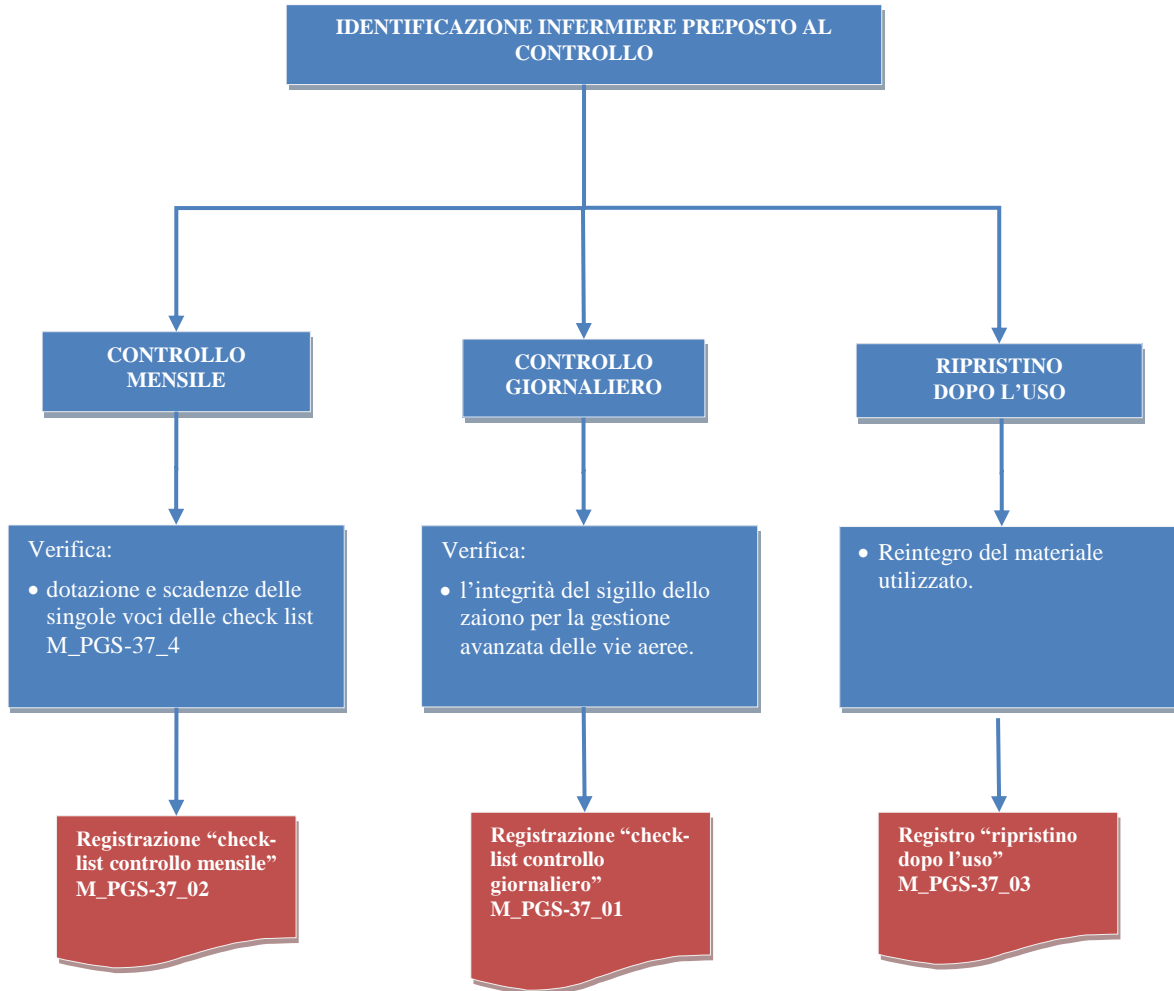 IDENTIFICAZIONE INFERMIERE PREPOSTO AL
CONTROLLO
CONTROLLO
MENSILE
CONTROLLO
GIORNALIERO
RIPRISTINO
DOPO L’USO
Verifica:
• dotazione e scadenze delle
singole voci delle check list
M_PGS-37_4
Verifica:
• l’integrità del sigillo dello
zaiono per la gestione
avanzata delle vie aeree.
• Reintegro del materiale
utilizzato.
Registrazione “check-
list controllo mensile”
M_PGS-37_02
Registrazione “check-
list controllo
giornaliero”
M_PGS-37_01
Registro “ripristino
dopo l’uso”
M_PGS-37_03